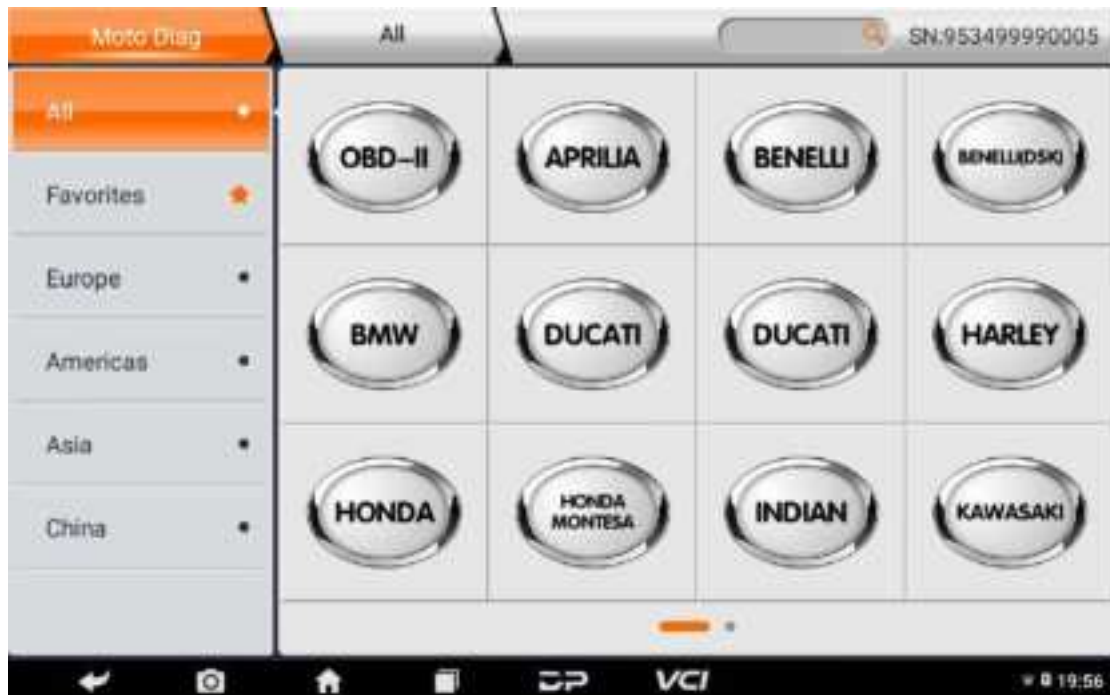 Moto Diag
All
SN:953499990005
All
Favorites
Europe
Americas
Asia
China
OBD-II
APRILIA
BENELLI
BENELLI(DSK)
BMW
DUCATI
DUCATI
HARLEY
HONDA
HONDA
MONTESA
INDIAN
KAWASAKI
DP
VCI
19:56